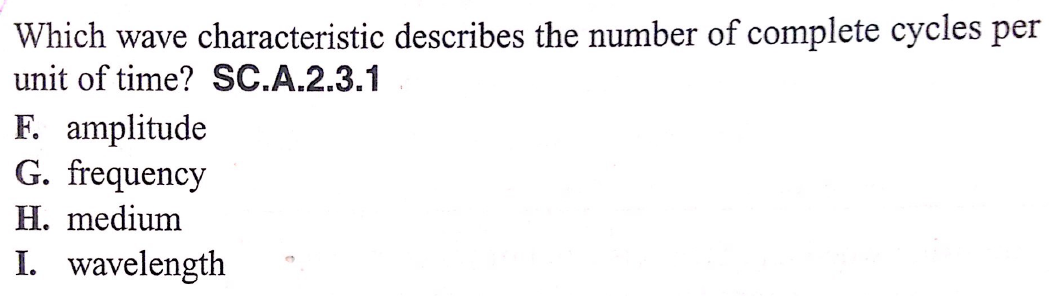 Which wave characteristic describes the number of complete cycles per
unit of time? SC.A.2.3.1
F. amplitude
G. frequency
H. medium
I. wavelength